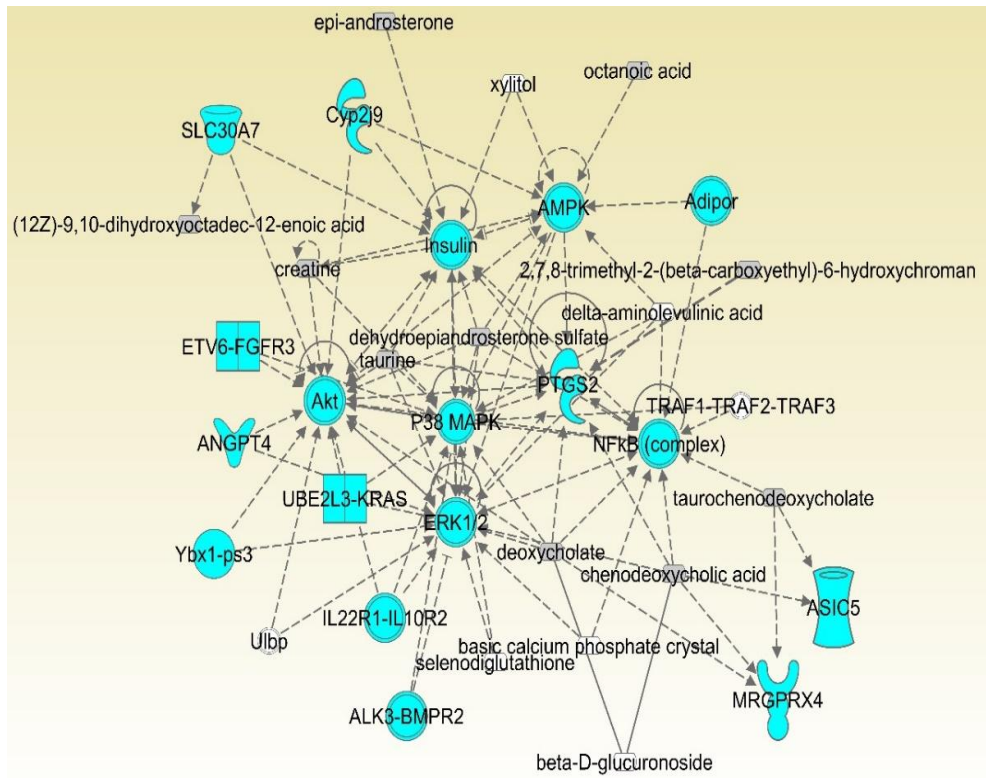 epi-androsterone
octanoic acid
xylitol
Cyp2j9
SLC30A7
AMPK
Adipor
(12Z)-9,10-dihydroxyoctadec-12-enoic acid
Insulin
creatine
2,7,8-trimethyl-2-(beta-carboxyethyl)-6-hydroxychroman
delta-aminolevulinic acid
dehydroepiandrosterone sulfate
ETV6-FGFR3
taurine
PTGS2
Akt
TRAF1-TRAF2-TRAF3
P38 MAPK
ANGPT4
NFkB (complex)
UBE2L3-KRAS
taurochenodeoxycholate
ERK1/2
Ybx1-ps3
deoxycholate
chenodeoxycholic acid
ASIC5
IL22R1-IL10R2
Ulbp
basic calcium phosphate crystal
selenodiglutathione
MRGPRX4
ALK3-BMPR2
beta-D-glucuronoside